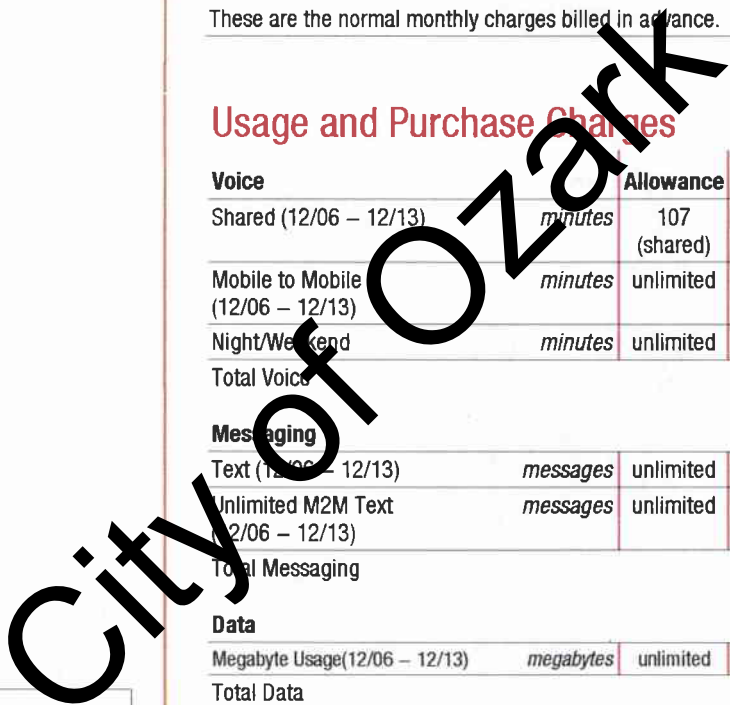 These are the normal monthly charges billed in advance.
Usage and Purchase Charges
Voice Allowance
Shared (12/06 – 12/13) minutes 107
(shared)
Mobile to Mobile minutes unlimited
(12/06 – 12/13)
Night/Weekend minutes unlimited
Total Voice
Messaging
Text (12/06 – 12/13) messages unlimited
Unlimited M2M Text messages unlimited
(12/06 – 12/13)
Total Messaging
Data
Megabyte Usage(12/06 – 12/13) megabytes unlimited
Total Data
City of Ozark